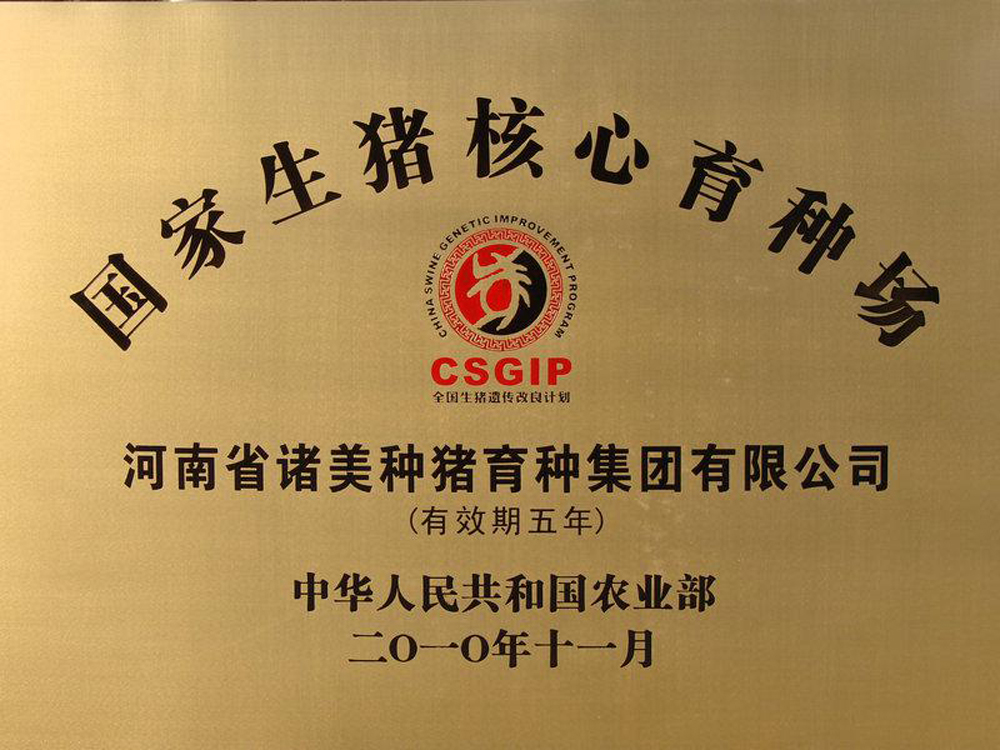 国家生猪核心育种场
CHINA SWINE GENETIC IMPROVEMENT PROGRAM
CSGIP
全国生猪遗传改良计划
河南省诸美种猪育种集团有限公司
(有效期五年)
中华人民共和国农业部
二〇一〇年十一月